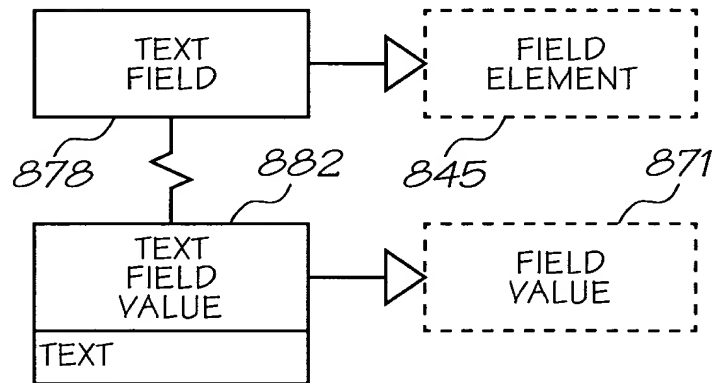 TEXT
FIELD
FIELD
ELEMENT
878
882
845
871
TEXT
FIELD
VALUE
FIELD
VALUE
TEXT